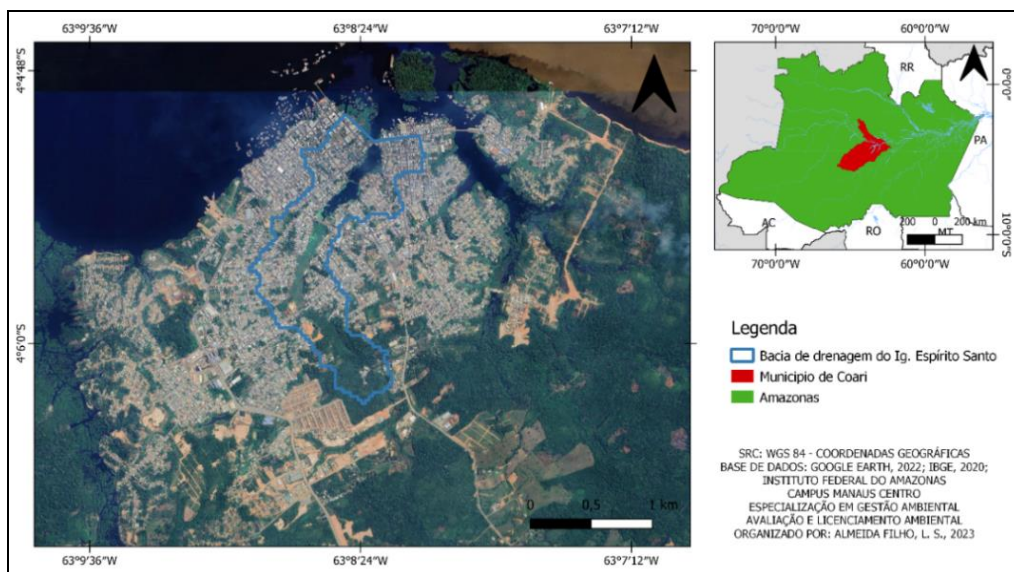 63°9'36"W
63°8'24"W
63°7'12"W
4°4'48"S
4°6'0"S
0 0,5 1 km
63°9'36"W
63°8'24"W
63°7'12"W
70°0'0"W
60°0'0"W
RR
0°0'0"
PA
AC
RO
MT
200 0 200 km
10°0'0"S
70°0'0"W
60°0'0"W
Legenda
Bacia de drenagem do Ig. Espírito Santo
Municipio de Coari
Amazonas
SRC: WGS 84 - COORDENADAS GEOGRÁFICAS
BASE DE DADOS: GOOGLE EARTH, 2022; IBGE, 2020;
INSTITUTO FEDERAL DO AMAZONAS
CAMPUS MANAUS CENTRO
ESPECIALIZAÇÃO EM GESTÃO AMBIENTAL
AVALIAÇÃO E LICENCIAMENTO AMBIENTAL
ORGANIZADO POR: ALMEIDA FILHO, L. S., 2023